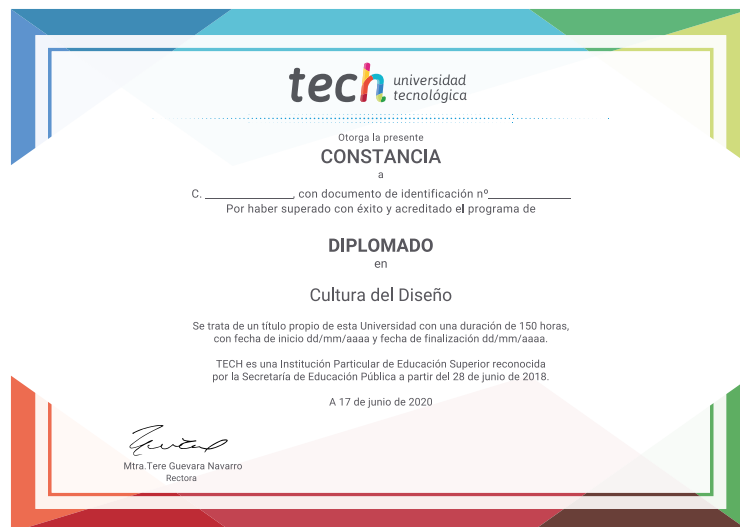 tech universidad
tecnológica
Otorga la presente
CONSTANCIA
a
C. ______________, con documento de identificación nº______________
Por haber superado con éxito y acreditado el programa de
DIPLOMADO
en
Cultura del Diseño
Se trata de un título propio de esta Universidad con una duración de 150 horas,
con fecha de inicio dd/mm/aaaa y fecha de finalización dd/mm/aaaa.
TECH es una Institución Particular de Educación Superior reconocida
por la Secretaría de Educación Pública a partir del 28 de junio de 2018.
A 17 de junio de 2020
Mtra.Tere Guevara Navarro
Rectora